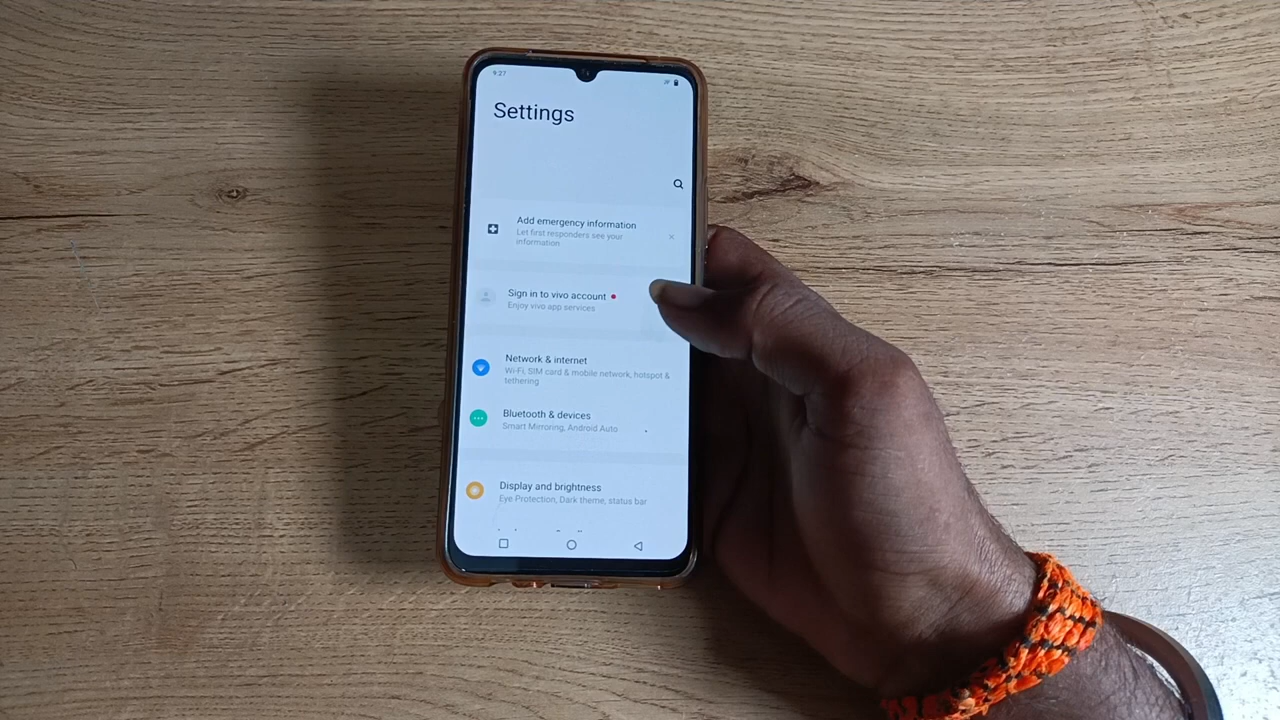 9:27
Settings
Add emergency information
Let first responders see your
information
Sign in to vivo account
Enjoy vivo app services
Network & internet
Wi-Fi, SIM card & mobile network, hotspot &
tethering
Bluetooth & devices
Smart Mirroring, Android Auto
Display and brightness
Eye Protection, Dark theme, status bar